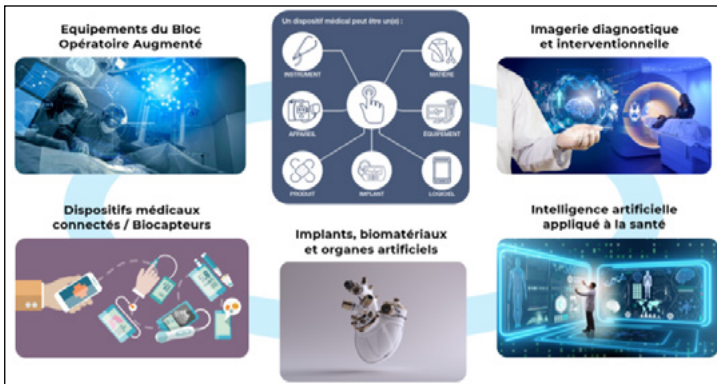 Equipements du Bloc
Opératoire Augmenté
Un dispositif médical peut être un(e) :
INSTRUMENT
MATIÈRE
APPAREIL
ÉQUIPEMENT
PRODUIT
IMPLANT
LOGICIEL
Imagerie diagnostique
et interventionnelle
Dispositifs médicaux
connectés / Biocapteurs
Implants, biomatériaux
et organes artificiels
Intelligence artificielle
appliqué à la santé